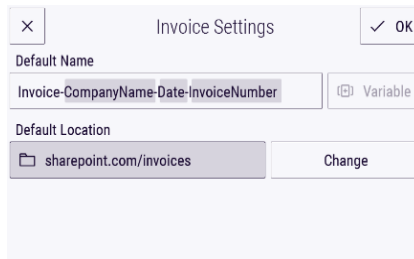 Invoice Settings
OK
Default Name
Invoice-CompanyName-Date-InvoiceNumber
Variable
Default Location
sharepoint.com/invoices
Change